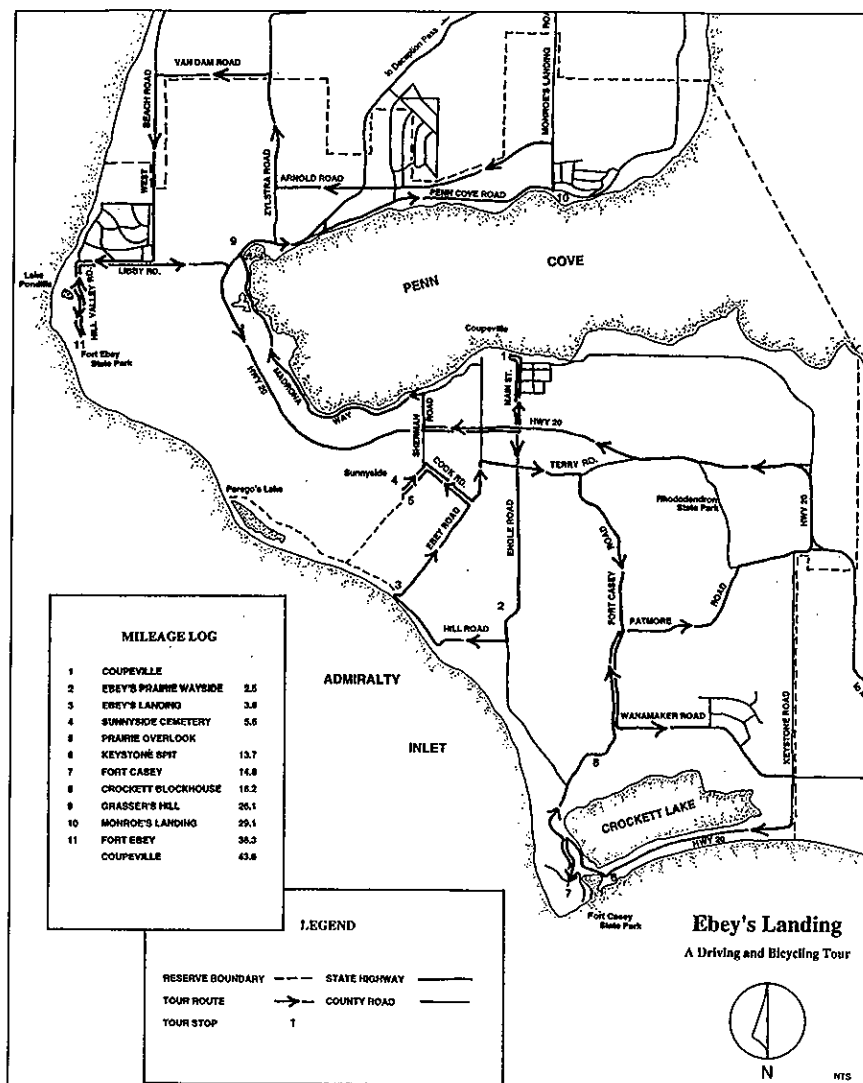 VAN DAM ROAD
BEACH ROAD
WEST
to Deception Pass
MONROE'S LANDING
ROAD
ZYLSTRA ROAD
ARNOLD ROAD
PENN COVE ROAD
10
9
LIBBY RD.
Lake
Pondilla
HILL VALLEY RD.
11
Fort Ebey
State Park
PENN
COVE
HWY 20
MADRONA
WAY
Coupeville
1
MAIN ST.
SHERMAN
ROAD
HWY 20
COOK RD.
TERRY RD.
Sunnyside
4
5
Perego's Lake
EBEY ROAD
ENGLE ROAD
Rhododendron
State Park
HWY 20
ROAD
FORT CASEY
3
2
HILL ROAD
PATMORE
ROAD
ADMIRALTY
INLET
WANAMAKER ROAD
KEYSTONE ROAD
8
CROCKETT LAKE
HWY 20
6
7
Fort Casey
State Park
MILEAGE LOG
1 COUPEVILLE
2 EBEY'S PRAIRIE WAYSIDE 2.5
3 EBEY'S LANDING 3.8
4 SUNNYSIDE CEMETERY 5.6
5 PRAIRIE OVERLOOK
6 KEYSTONE SPIT 13.7
7 FORT CASEY 14.8
8 CROCKETT BLOCKHOUSE 16.2
9 GRASSER'S HILL 26.1
10 MONROE'S LANDING 29.1
11 FORT EBEY 36.3
COUPEVILLE 43.6
LEGEND
RESERVE BOUNDARY STATE HIGHWAY
TOUR ROUTE COUNTY ROAD
TOUR STOP 1
Ebey's Landing
A Driving and Bicycling Tour
N
NTS